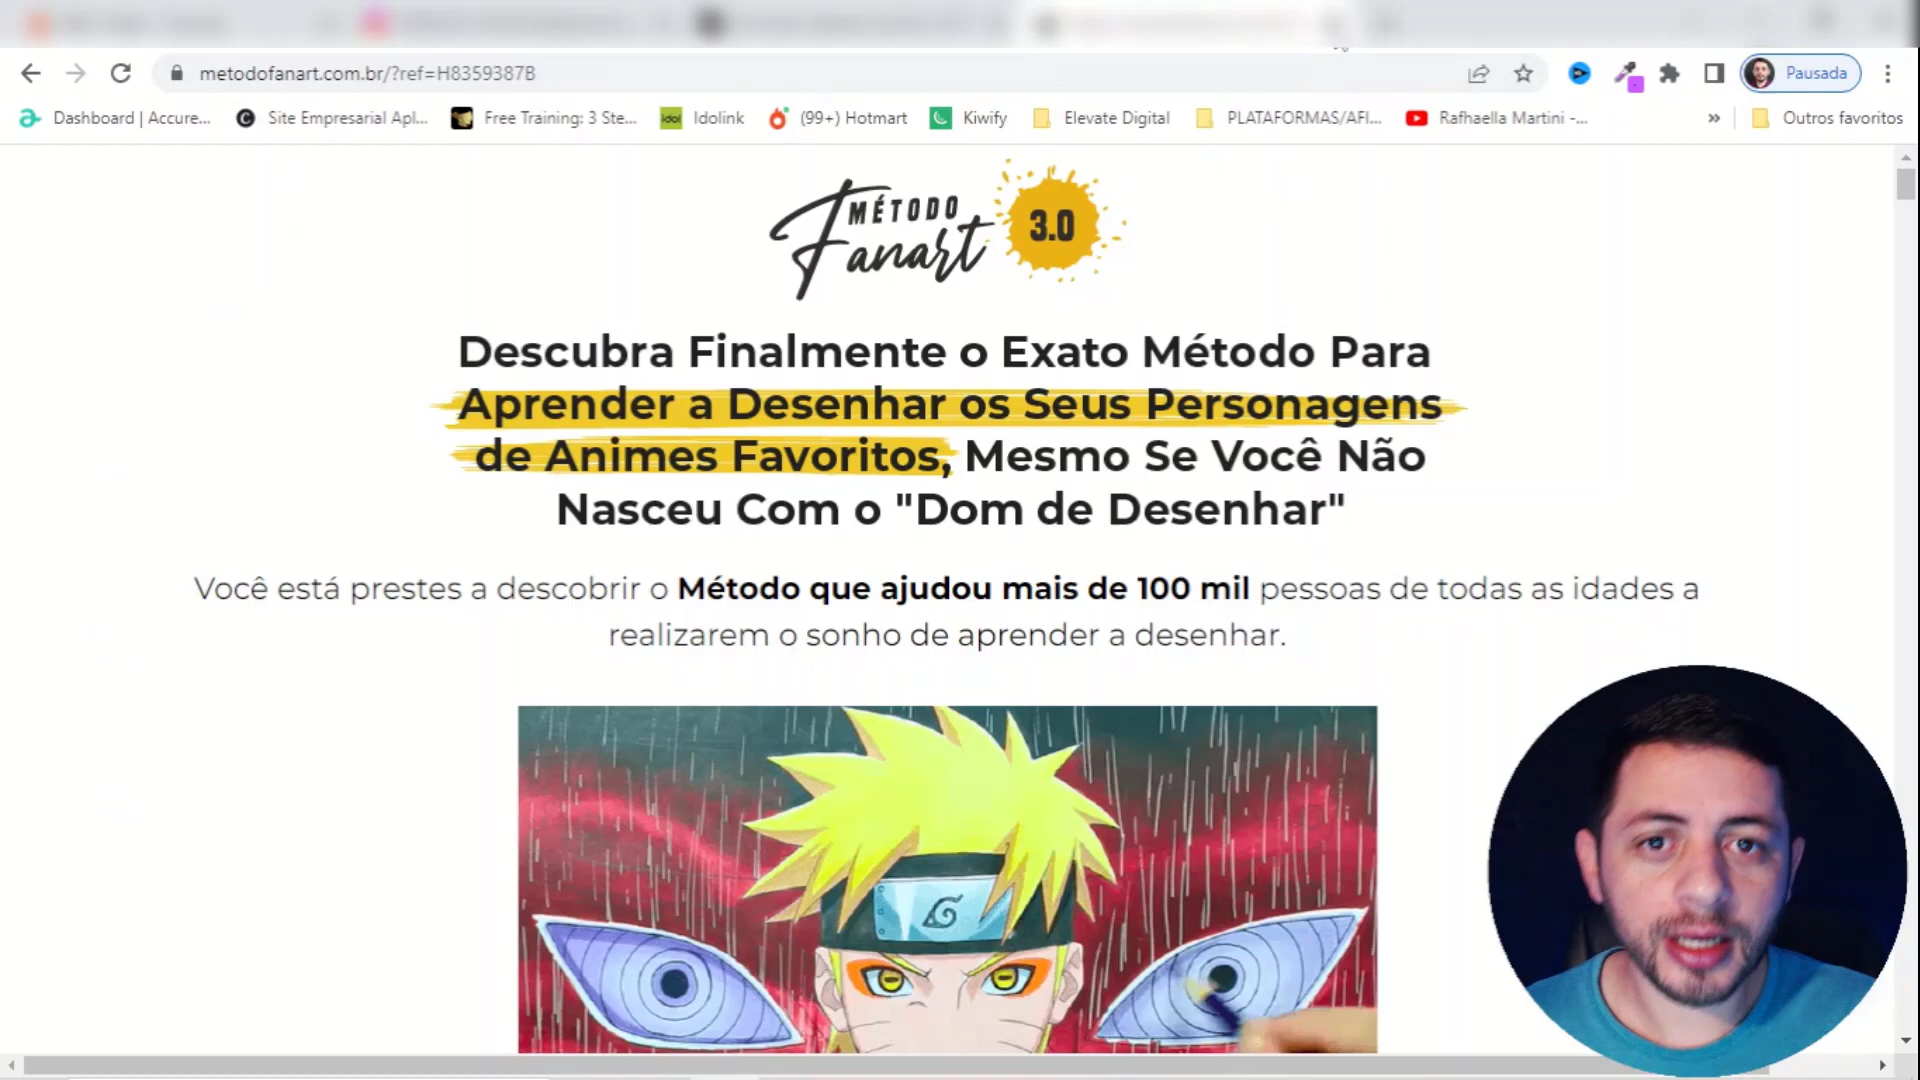 metodofanart.com.br/?ref=H8359387B
Pausada
Dashboard | Accure...
Site Empresarial Apl...
Free Training: 3 Ste...
idol
Idolink
(99+) Hotmart
Kiwify
Elevate Digital
PLATAFORMAS/AFI...
Rafhaella Martini -...
»
Outros favoritos
MÉTODO
Fanart
3.0
Descubra Finalmente o Exato Método Para
Aprender a Desenhar os Seus Personagens
de Animes Favoritos, Mesmo Se Você Não
Nasceu Com o "Dom de Desenhar"
Você está prestes a descobrir o Método que ajudou mais de 100 mil pessoas de todas as idades a
realizarem o sonho de aprender a desenhar.